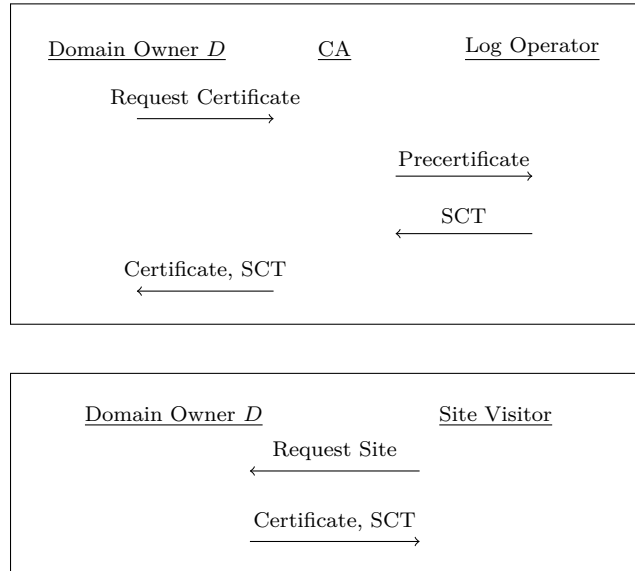 Domain Owner D CA Log Operator
Request Certificate
Precertificate
SCT
Certificate, SCT
Domain Owner D Site Visitor
Request Site
Certificate, SCT